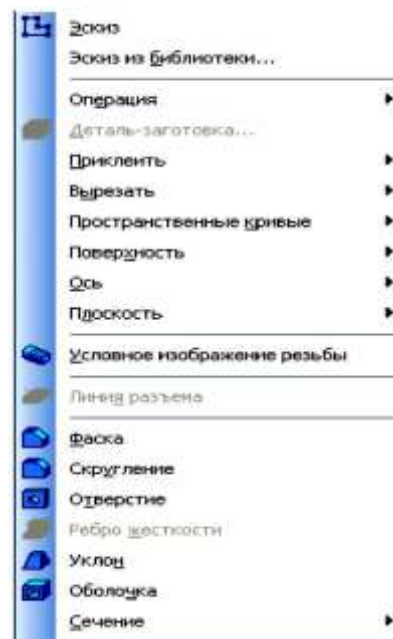 Эскиз
Эскиз из библиотеки...
Операция
Деталь-заготовка...
Приклеить
Вырезать
Пространственные кривые
Поверхность
Ось
Плоскость
Условное изображение резьбы
Линия разъема
Фаска
Скругление
Отверстие
Ребро жесткости
Уклон
Оболочка
Сечение